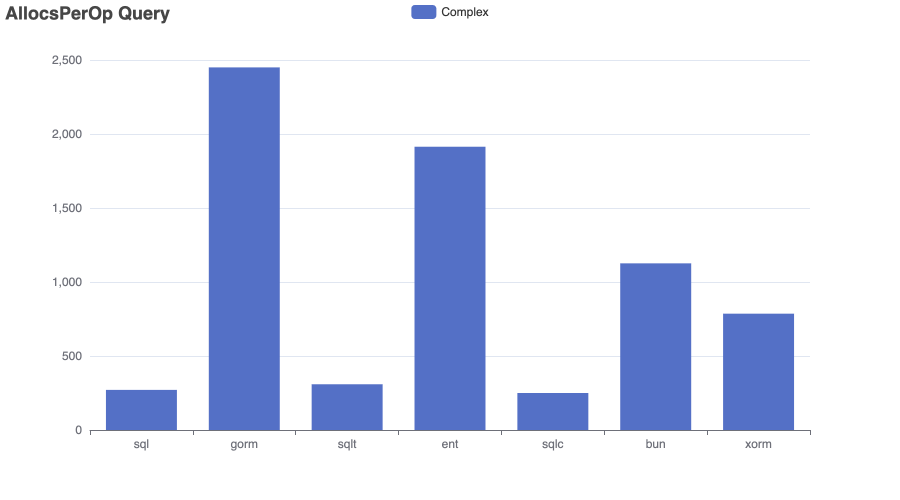 AllocsPerOp Query
Complex
2,500
2,000
1,500
1,000
500
0
sql gorm sqlt ent sqlc bun xorm